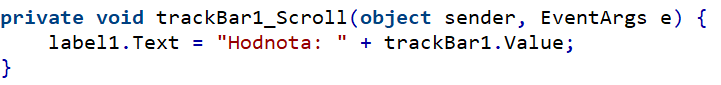 private void trackBar1_Scroll(object sender, EventArgs e) {
    label1.Text = "Hodnota: " + trackBar1.Value;
}